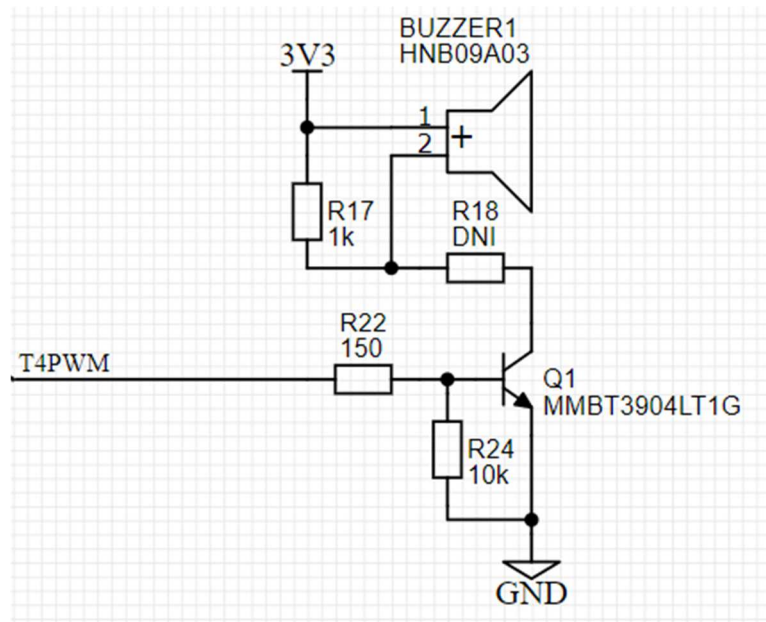 BUZZER1
HNB09A03
3V3
1
+
2
R17
1k
R18
DNI
R22
150
T4PWM
Q1
MMBT3904LT1G
R24
10k
GND